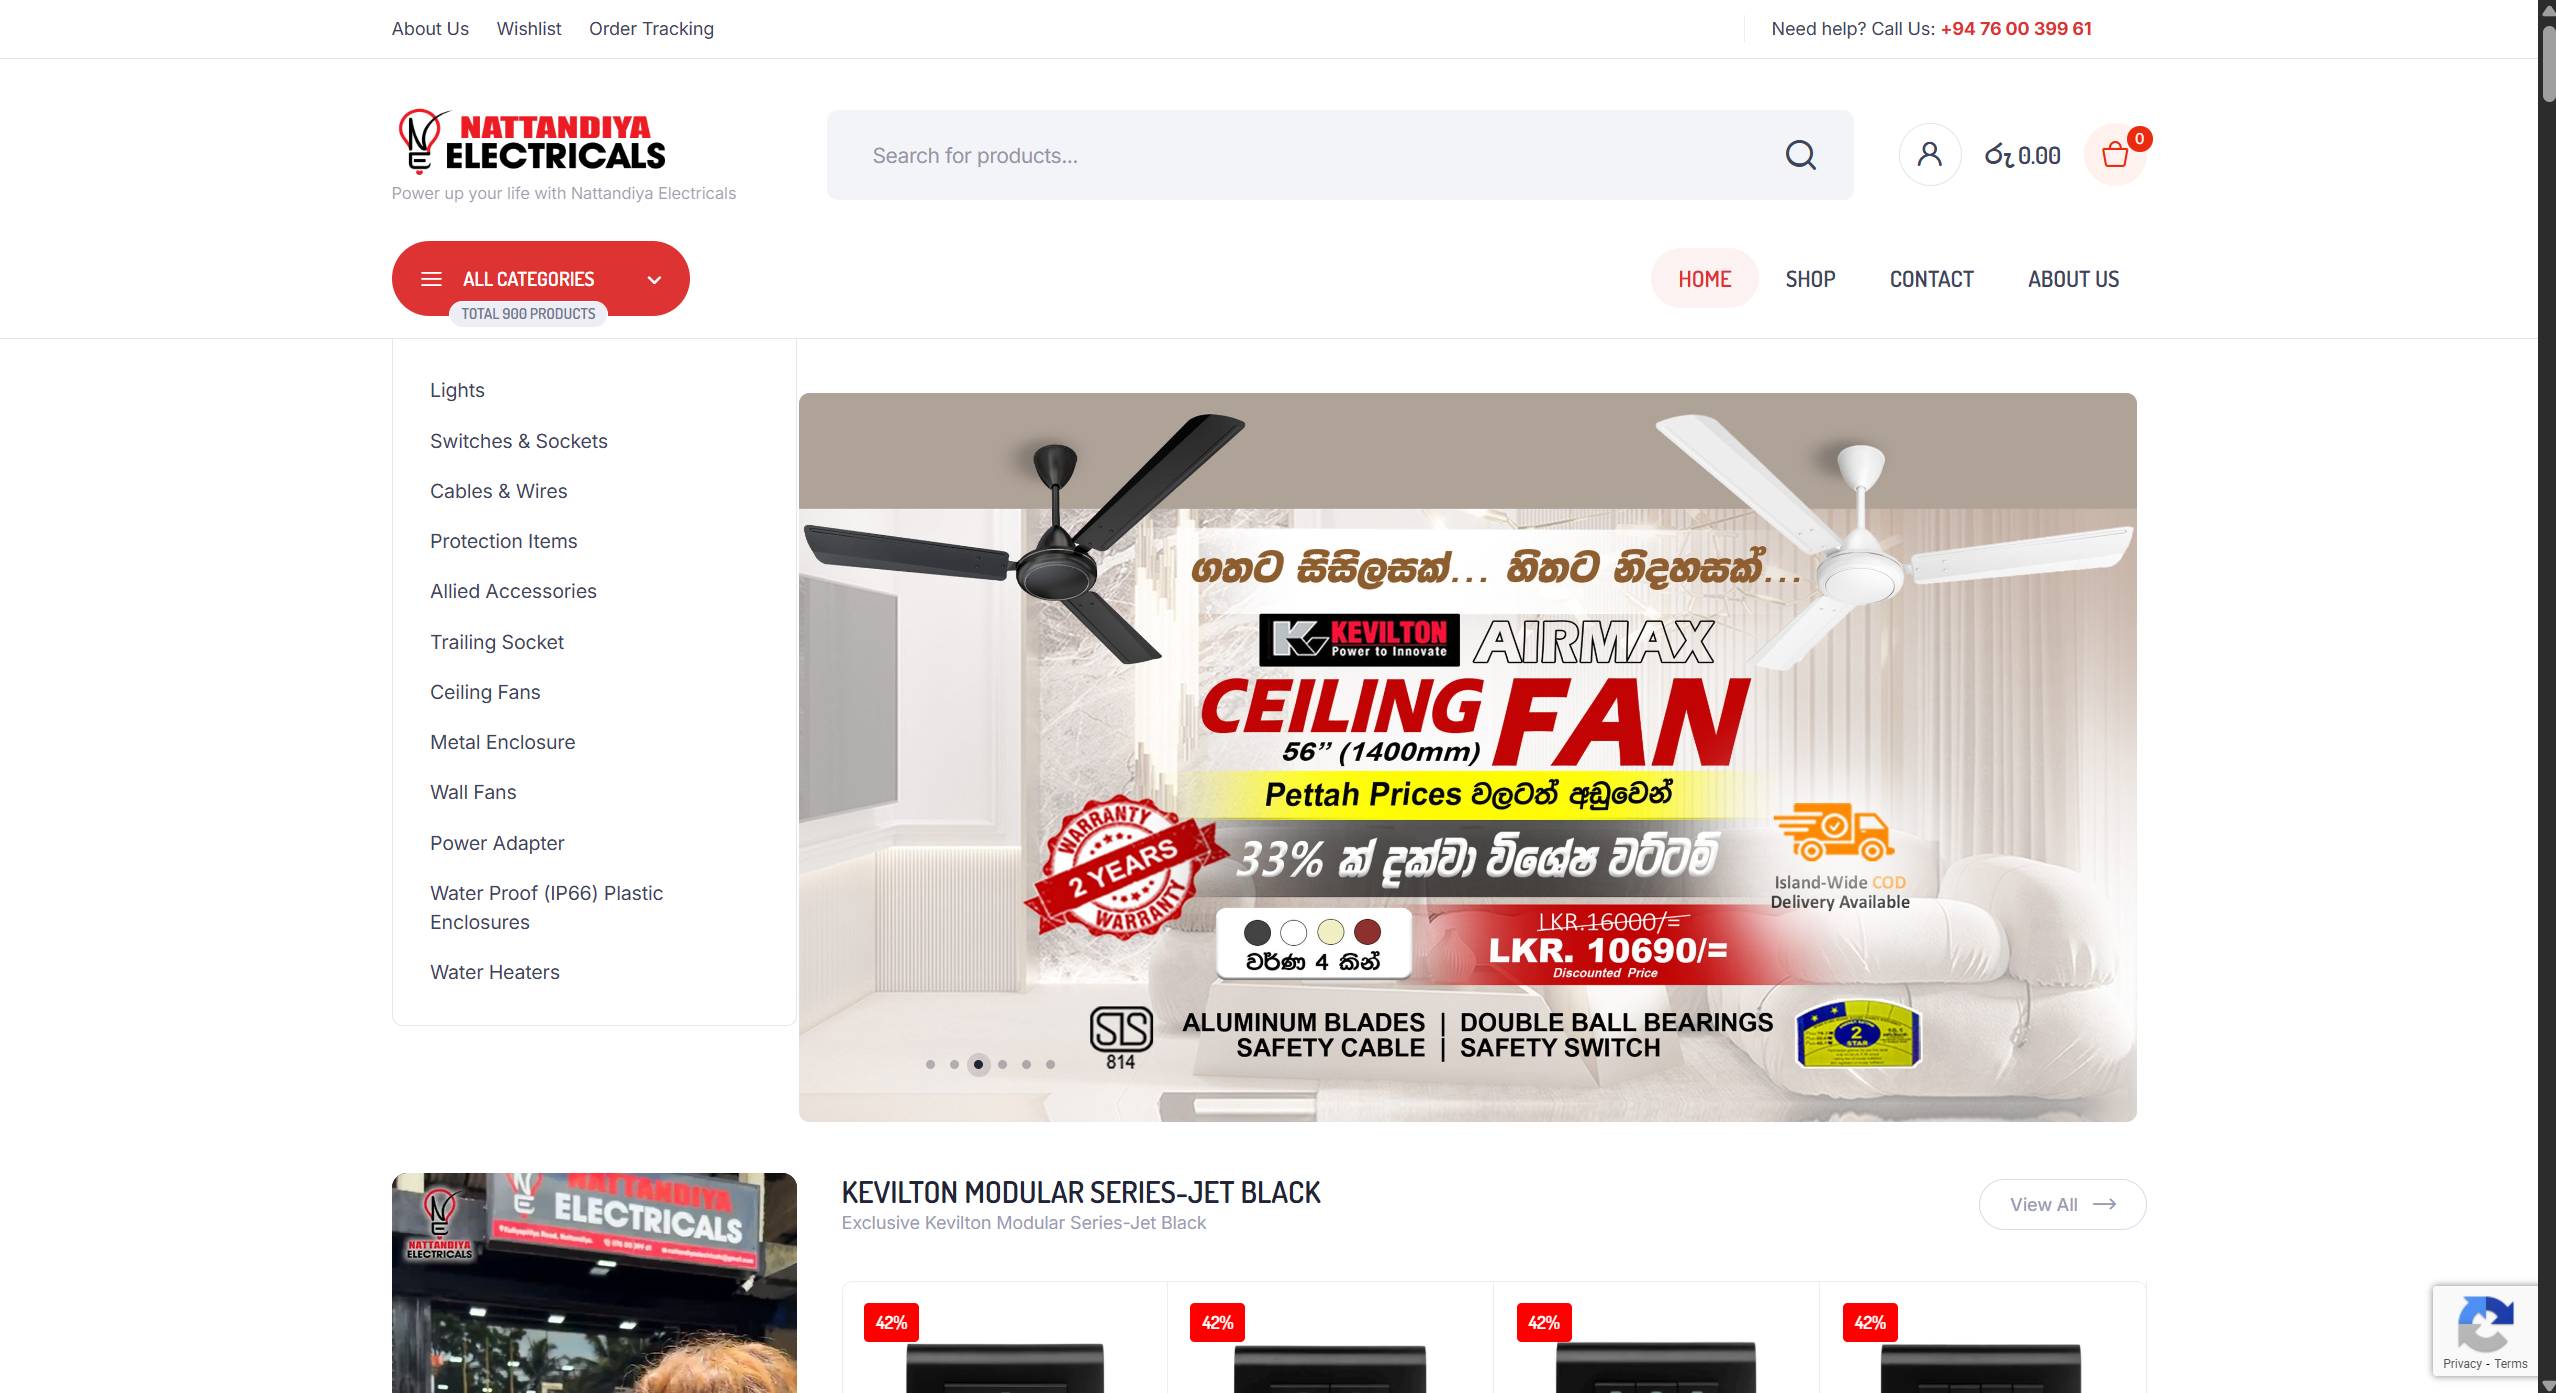 About Us
Wishlist
Order Tracking
Need help? Call Us: +94 76 00 399 61
NATTANDIYA
ELECTRICALS
Power up your life with Nattandiya Electricals
Search for products...
රු 0.00
0
ALL CATEGORIES
TOTAL 900 PRODUCTS
HOME
SHOP
CONTACT
ABOUT US
Lights
Switches & Sockets
Cables & Wires
Protection Items
Allied Accessories
Trailing Socket
Ceiling Fans
Metal Enclosure
Wall Fans
Power Adapter
Water Proof (IP66) Plastic
Enclosures
Water Heaters
ගතට සිසිලසක්... හිතට නිදහසක්...
KEVILTON
Power to Innovate
AIRMAX
CEILING FAN
56” (1400mm)
Pettah Prices වලටත් අඩුවෙන්
33% ක් දක්වා විශේෂ වට්ටම්
WARRANTY
2 YEARS
WARRANTY
Island-Wide COD
Delivery Available
වර්ණ 4 කින්
LKR.16000/=
LKR. 10690/=
Discounted Price
SLS
814
ALUMINUM BLADES | DOUBLE BALL BEARINGS
SAFETY CABLE | SAFETY SWITCH
2
STAR
NATTANDIYA
ELECTRICALS
NATTANDIYA
ELECTRICALS
KEVILTON MODULAR SERIES-JET BLACK
Exclusive Kevilton Modular Series-Jet Black
View All
42%
42%
42%
42%
Privacy - Terms